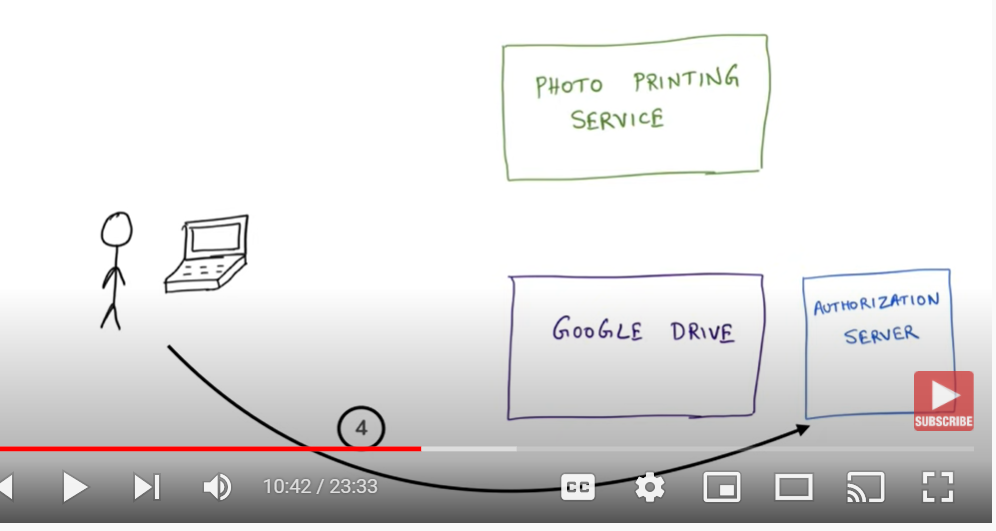 PHOTO PRINTING
SERVICE
GOOGLE DRIVE
AUTHORIZATION
SERVER
SUBSCRIBE
4
10:42 / 23:33
CC